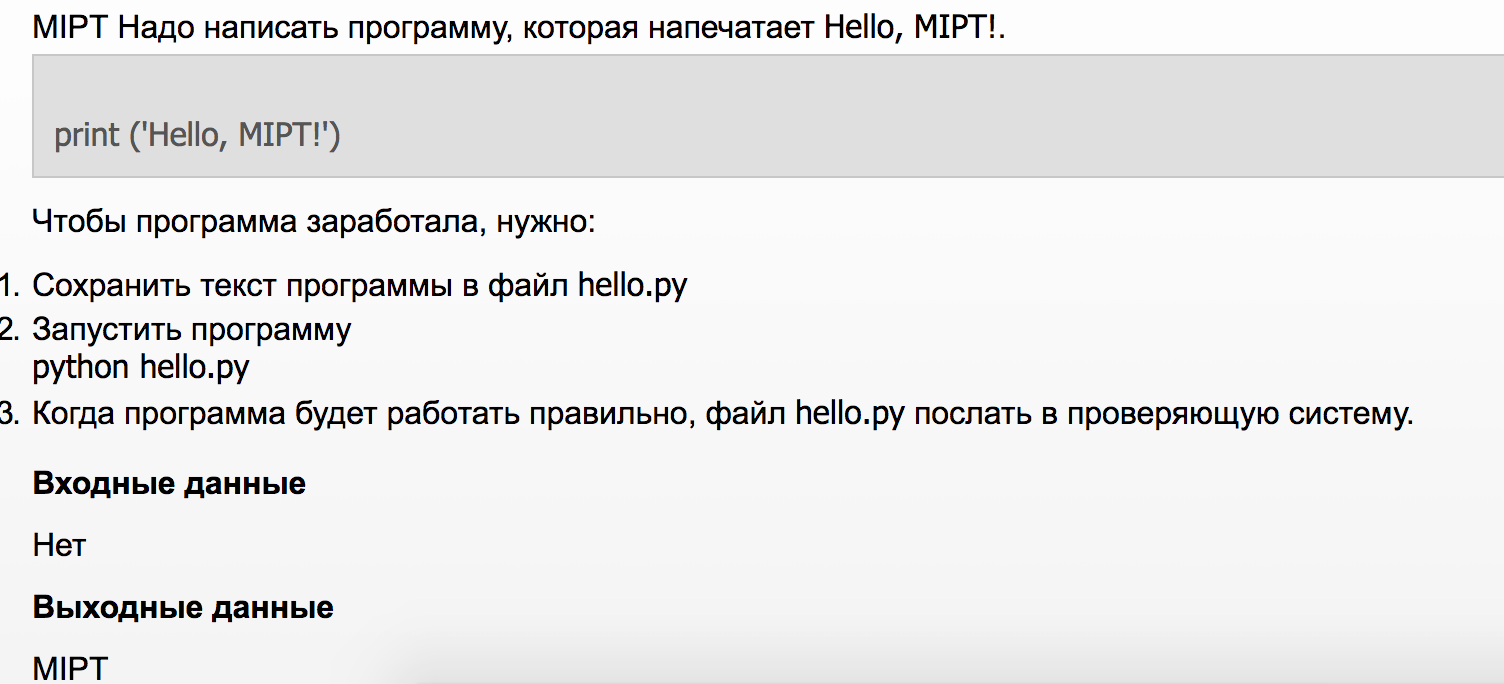 MIPT Надо написать программу, которая напечатает Hello, MIPT!.
print ('Hello, MIPT!')
Чтобы программа заработала, нужно:
1. Сохранить текст программы в файл hello.py
2. Запустить программу
python hello.py
3. Когда программа будет работать правильно, файл hello.py послать в проверяющую систему.
Входные данные
Нет
Выходные данные
MIPT